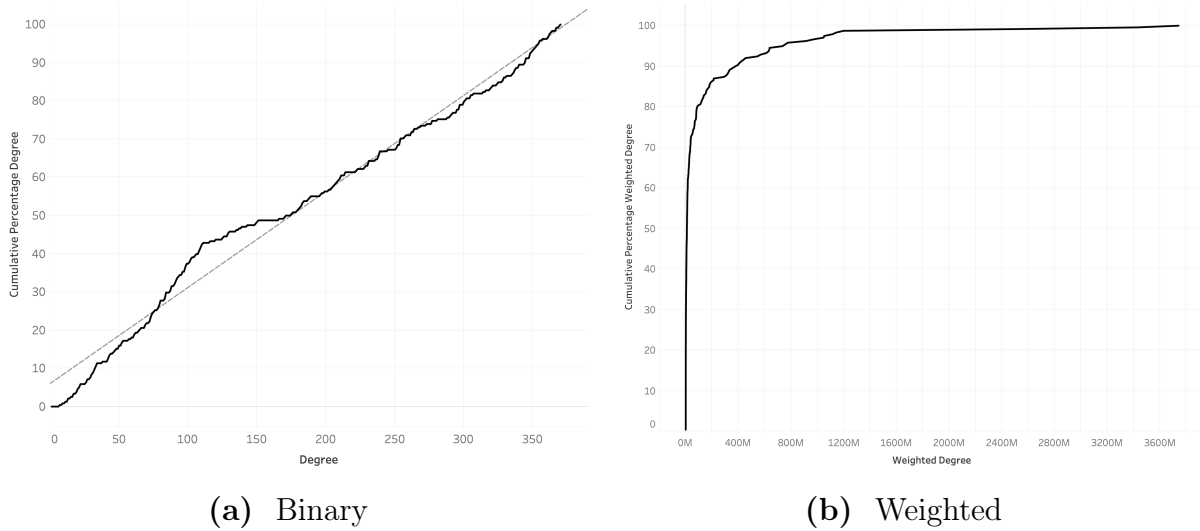 100
90
80
70
60
50
40
30
20
10
0
Cumulative Percentage Degree
0 50 100 150 200 250 300 350
Degree
(a) Binary
100
90
80
70
60
50
40
30
20
10
0
Cumulative Percentage Weighted Degree
0M 400M 800M 1200M 1600M 2000M 2400M 2800M 3200M 3600M
Weighted Degree
(b) Weighted